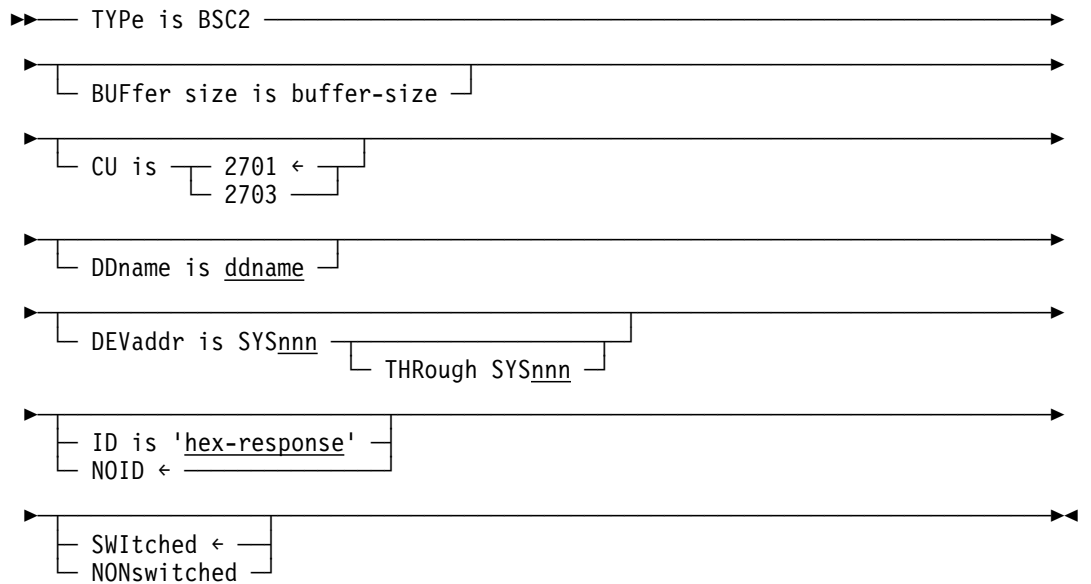 TYPe is BSC2
BUFfer size is buffer-size
CU is 2701 ←
2703
DDname is ddname
DEVaddr is SYSnnn
THRough SYSnnn
ID is 'hex-response'
NOID ←
SWItched ←
NONswitched